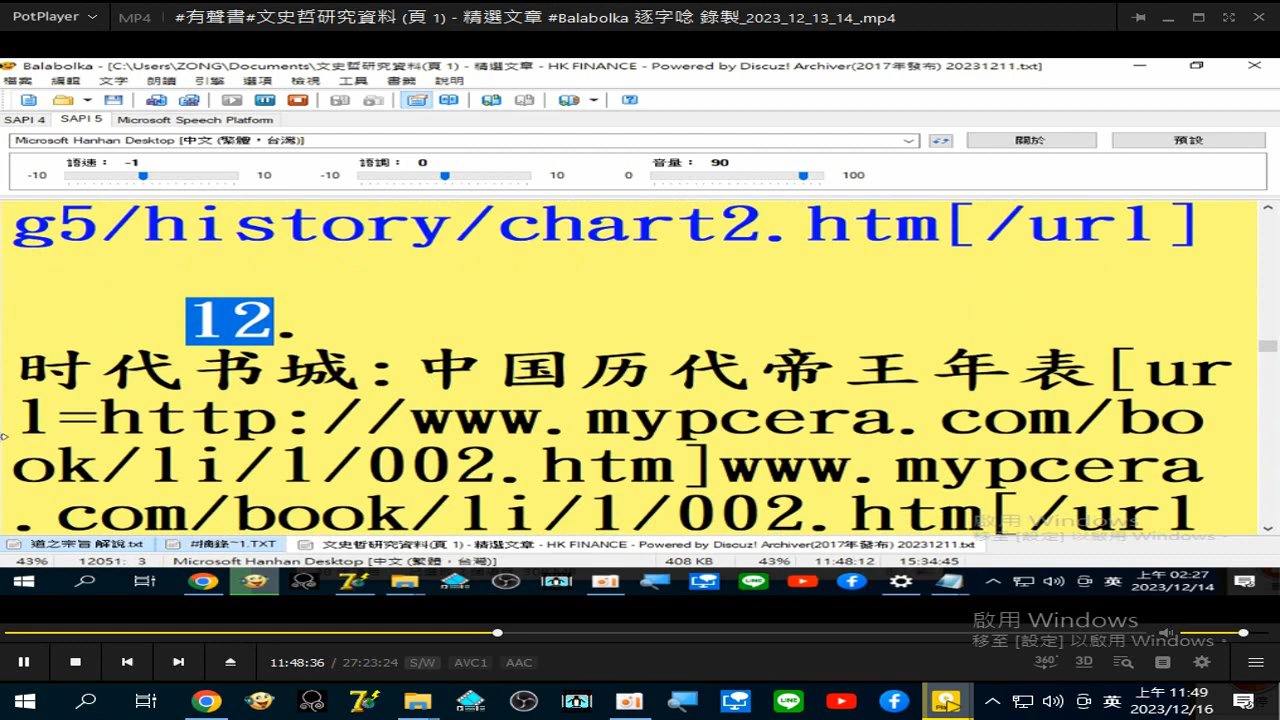 PotPlayer
MP4
#有聲書#文史哲研究資料 (頁 1) - 精選文章 #Balabolka 逐字唸 錄製_2023_12_13_14_.mp4
Balabolka - [C:\Users\ZONG\Documents\文史哲研究資料(頁 1) - 精選文章 - HK FINANCE - Powered by Discuz! Archiver(2017年發布) 20231211.txt]
檔案 編輯 文字 朗讀 引擎 選項 檢視 工具 書籤 說明
SAPI 4 SAPI 5 Microsoft Speech Platform
Microsoft Hanhan Desktop [中文 (繁體，台灣)]
關於
預設
語速： -1 語調： 0 音量： 90
-10 10 -10 10 0 100
g5/history/chart2.htm[/url]
12.
时代书城:中国历代帝王年表[ur
l=http://www.mypcera.com/bo
ok/li/1/002.htm]www.mypcera
.com/book/li/1/002.htm[/url
啟用 Windows
移至 [設定] 以啟用 Windows。
道之宗旨 解說.txt #摘錄~1.TXT 文史哲研究資料(頁 1) - 精選文章 - HK FINANCE - Powered by Discuz! Archiver(2017年發布) 20231211.txt
43% 12051: 3 Microsoft Hanhan Desktop [中文 (繁體，台灣)] 408 KB 43% 11:48:12 15:34:45
英
上午 02:27
2023/12/14
啟用 Windows
移至 [設定] 以啟用 Windows。
11:48:36 / 27:23:24 S/W AVC1 AAC
360° 3D
英
上午 11:49
2023/12/16